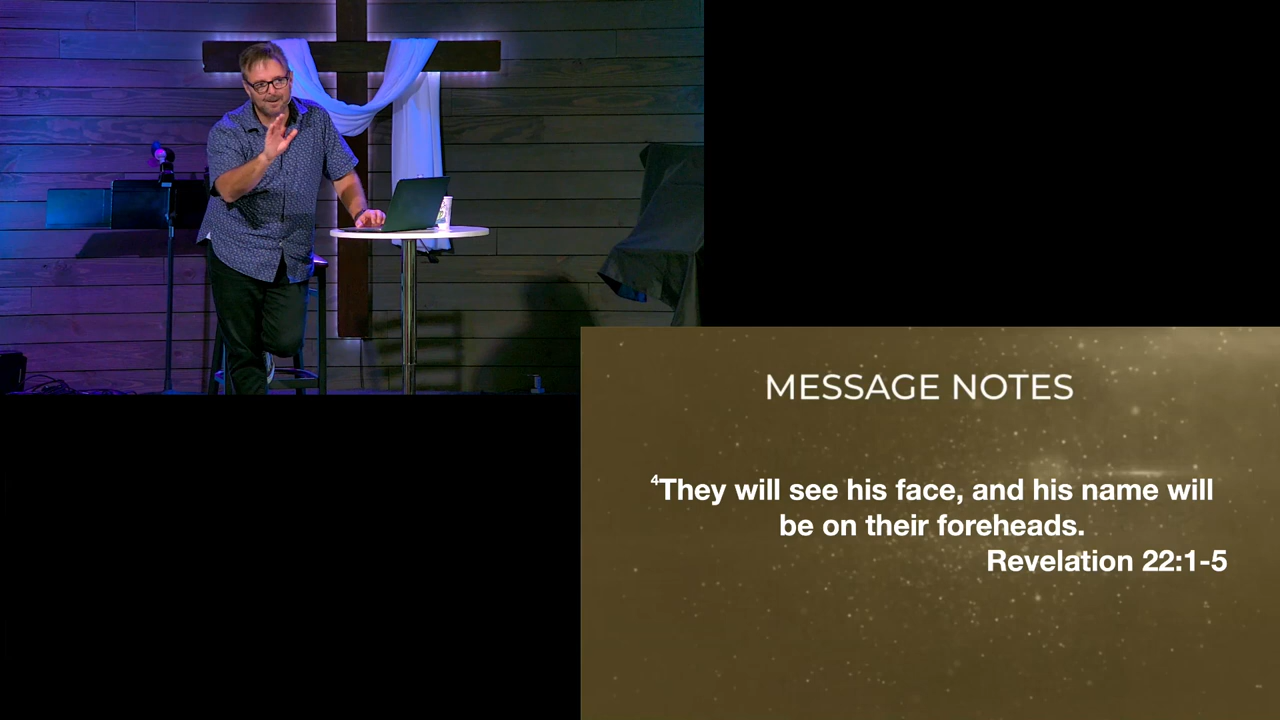 MESSAGE NOTES
⁴They will see his face, and his name will
be on their foreheads.
Revelation 22:1-5